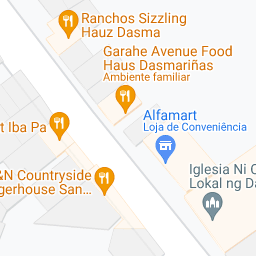 Ranchos Sizzling
Hauz Dasma
Garahe Avenue Food
Haus Dasmariñas
Ambiente familiar
Alfamart
Loja de Conveniência
t Iba Pa
Iglesia Ni C
Lokal ng Da
&N Countryside
gerhouse San...